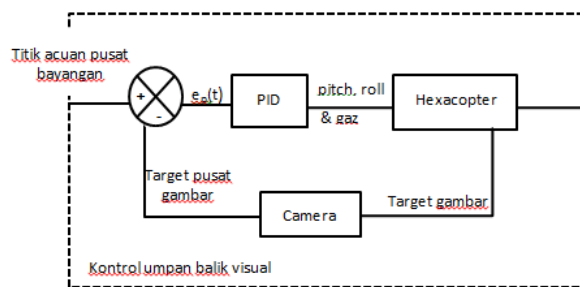 Titik acuan pusat
bayangan
+
-
eₚ(t)
PID
pitch, roll
& gaz
Hexacopter
Target pusat
gambar
Camera
Target gambar
Kontrol umpan balik visual